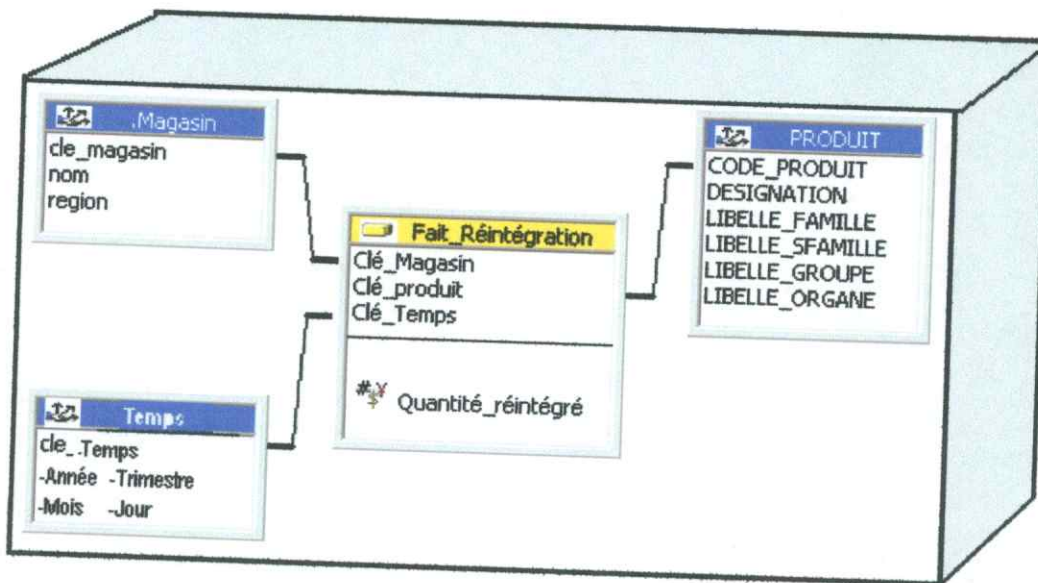 .Magasin
cle_magasin
nom
region
PRODUIT
CODE_PRODUIT
DESIGNATION
LIBELLE_FAMILLE
LIBELLE_SFAMILLE
LIBELLE_GROUPE
LIBELLE_ORGANE
Fait_Réintégration
Clé_Magasin
Clé_produit
Clé_Temps
Quantité_réintégré
Temps
cle_.Temps
-Année -Trimestre
-Mois -Jour